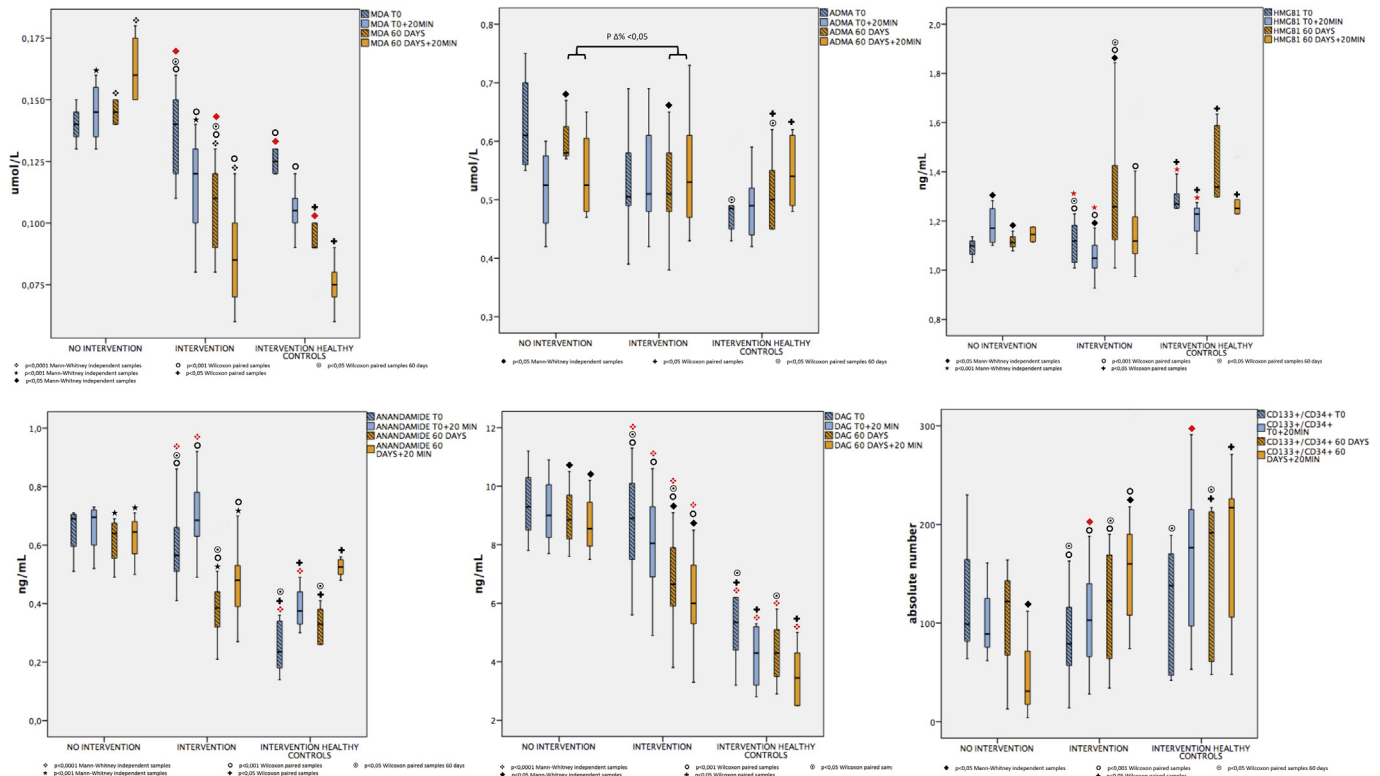 MDA T0
MDA T0+20MIN
MDA 60 DAYS
MDA 60 DAYS+20MIN
0,175
0,150
0,125
0,100
0,075
umol/L
NO INTERVENTION
INTERVENTION
INTERVENTION HEALTHY
CONTROLS
p<0,0001 Mann-Whitney independent samples
p<0,001 Wilcoxon paired samples
p<0,05 Wilcoxon paired samples 60 days
p<0,001 Mann-Whitney independent samples
p<0,05 Wilcoxon paired samples
p<0,05 Mann-Whitney independent samples
ADMA T0
ADMA T0+20MIN
ADMA 60 DAYS
ADMA 60 DAYS+20MIN
P Δ% <0,05
0,8
0,7
0,6
0,5
0,4
0,3
umol/L
NO INTERVENTION
INTERVENTION
INTERVENTION HEALTHY
CONTROLS
p<0,05 Mann-Whitney independent samples
p<0,05 Wilcoxon paired samples
p<0,05 Wilcoxon paired samples 60 days
HMGB1 T0
HMGB1 T0+20MIN
HMGB1 60 DAYS
HMGB1 60 DAYS+20MIN
2,0
1,8
1,6
1,4
1,2
1,0
0,8
ng/mL
NO INTERVENTION
INTERVENTION
INTERVENTION HEALTHY
CONTROLS
p<0,05 Mann-Whitney independent samples
p<0,001 Wilcoxon paired samples
p<0,05 Wilcoxon paired samples 60 days
p<0,001 Mann-Whitney independent samples
p<0,05 Wilcoxon paired samples
ANANDAMIDE T0
ANANDAMIDE T0+20 MIN
ANANDAMIDE 60 DAYS
ANANDAMIDE 60
DAYS+20 MIN
1,0
0,8
0,6
0,4
0,2
0,0
ng/mL
NO INTERVENTION
INTERVENTION
INTERVENTION HEALTHY
CONTROLS
p<0,0001 Mann-Whitney independent samples
p<0,001 Wilcoxon paired samples
p<0,05 Wilcoxon paired samples 60 days
p<0,001 Mann-Whitney independent samples
p<0,05 Wilcoxon paired samples
DAG T0
DAG T0+20 MIN
DAG 60 DAYS
DAG 60 DAYS+20 MIN
12
10
8
6
4
2
ng/mL
NO INTERVENTION
INTERVENTION
INTERVENTION HEALTHY
CONTROLS
p<0,0001 Mann-Whitney independent samples
p<0,001 Wilcoxon paired samples
p<0,05 Wilcoxon paired sam
p<0,05 Mann-Whitney independent samples
p<0,05 Wilcoxon paired samples
CD133+/CD34+ T0
CD133+/CD34+
T0+20MIN
CD133+/CD34+ 60 DAYS
CD133+/CD34+ 60
DAYS+20MIN
300
200
100
0
absolute number
NO INTERVENTION
INTERVENTION
INTERVENTION HEALTHY
CONTROLS
p<0,05 Mann-Whitney independent samples
p<0,001 Wilcoxon paired samples
p<0,05 Wilcoxon paired samples 60 days
p<0,05 Wilcoxon paired samples